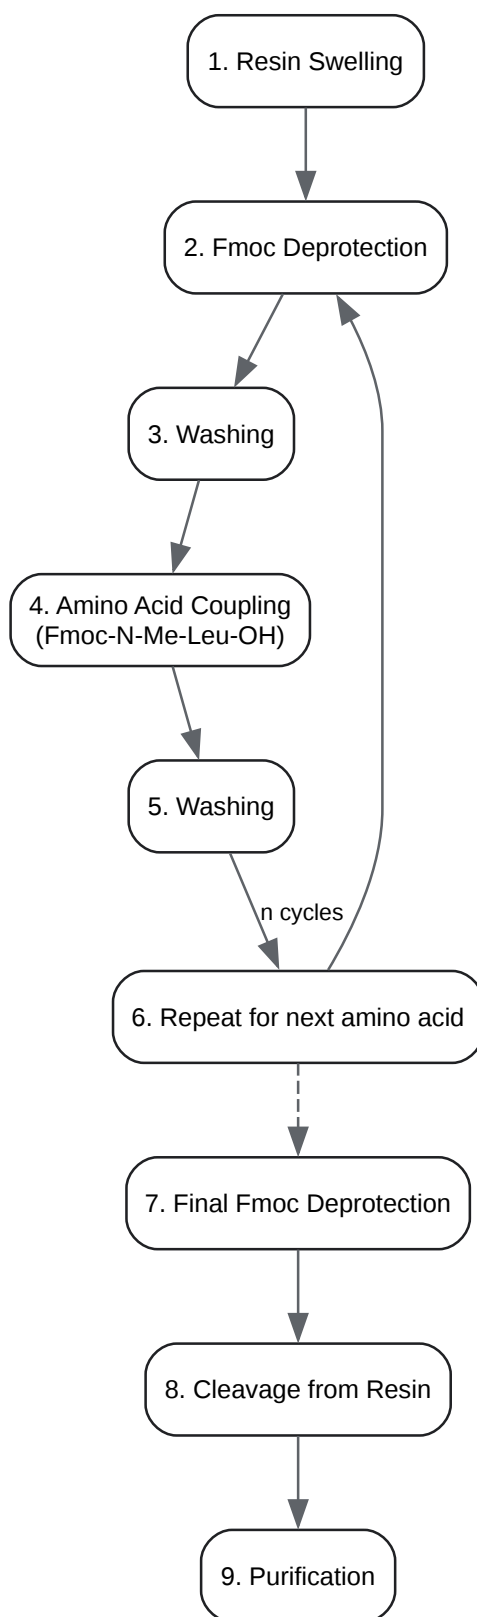 1. Resin Swelling
2. Fmoc Deprotection
3. Washing
4. Amino Acid Coupling
(Fmoc-N-Me-Leu-OH)
5. Washing
n cycles
6. Repeat for next amino acid
7. Final Fmoc Deprotection
8. Cleavage from Resin
9. Purification